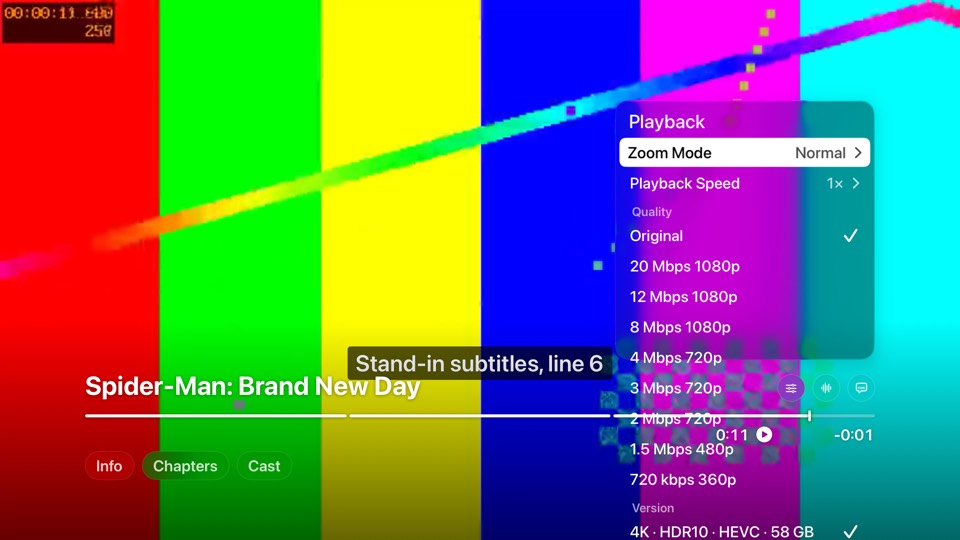 00:00:11
Playback
Zoom Mode Normal
Playback Speed 1×
Quality
Original
20 Mbps 1080p
12 Mbps 1080p
8 Mbps 1080p
4 Mbps 720p
3 Mbps 720p
2 Mbps 720p
1.5 Mbps 480p
720 kbps 360p
Version
4K · HDR10 · HEVC · 58 GB
Stand-in subtitles, line 6
Spider-Man: Brand New Day
0:11
-0:01
Info
Chapters
Cast